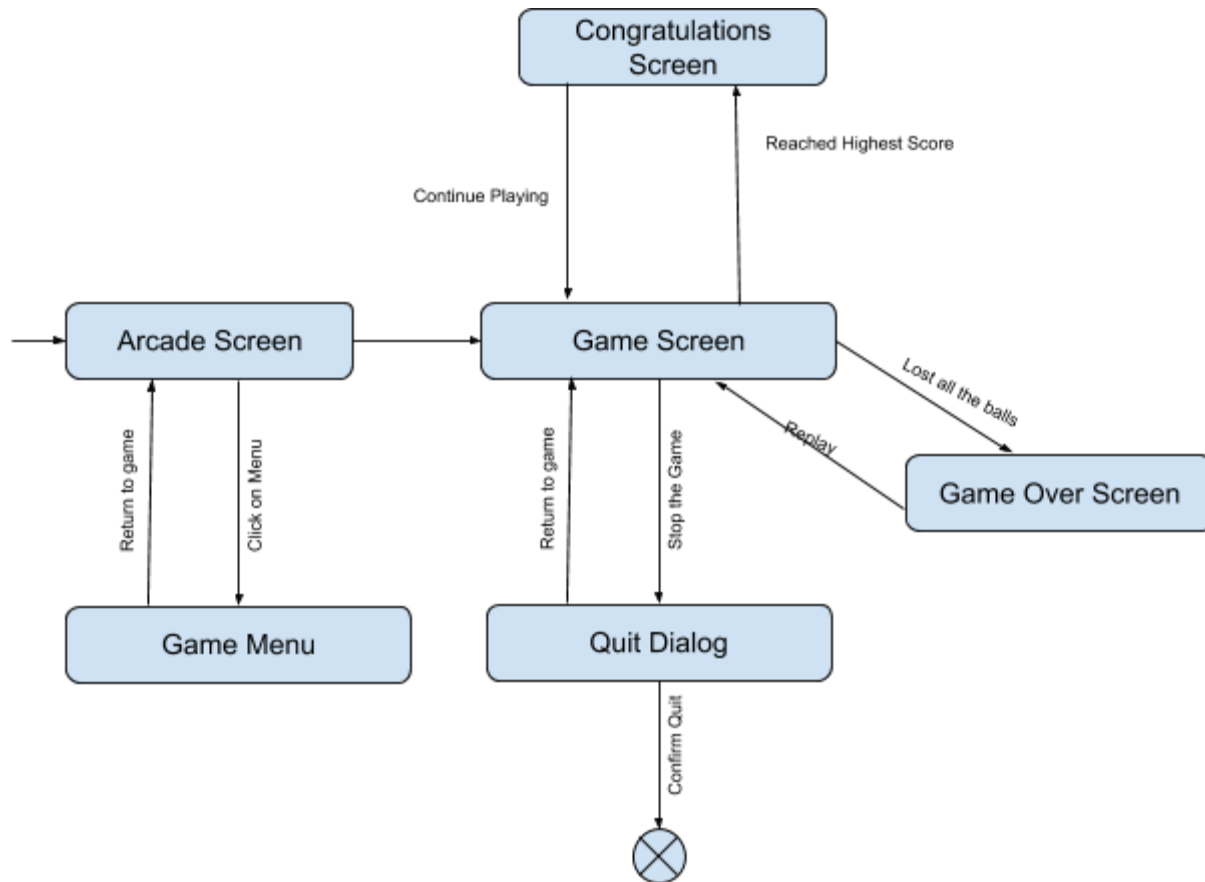 Congratulations
Screen
Reached Highest Score
Continue Playing
Arcade Screen
Game Screen
Lost all the balls
Replay
Return to game
Click on Menu
Return to game
Stop the Game
Game Over Screen
Game Menu
Quit Dialog
Confirm Quit